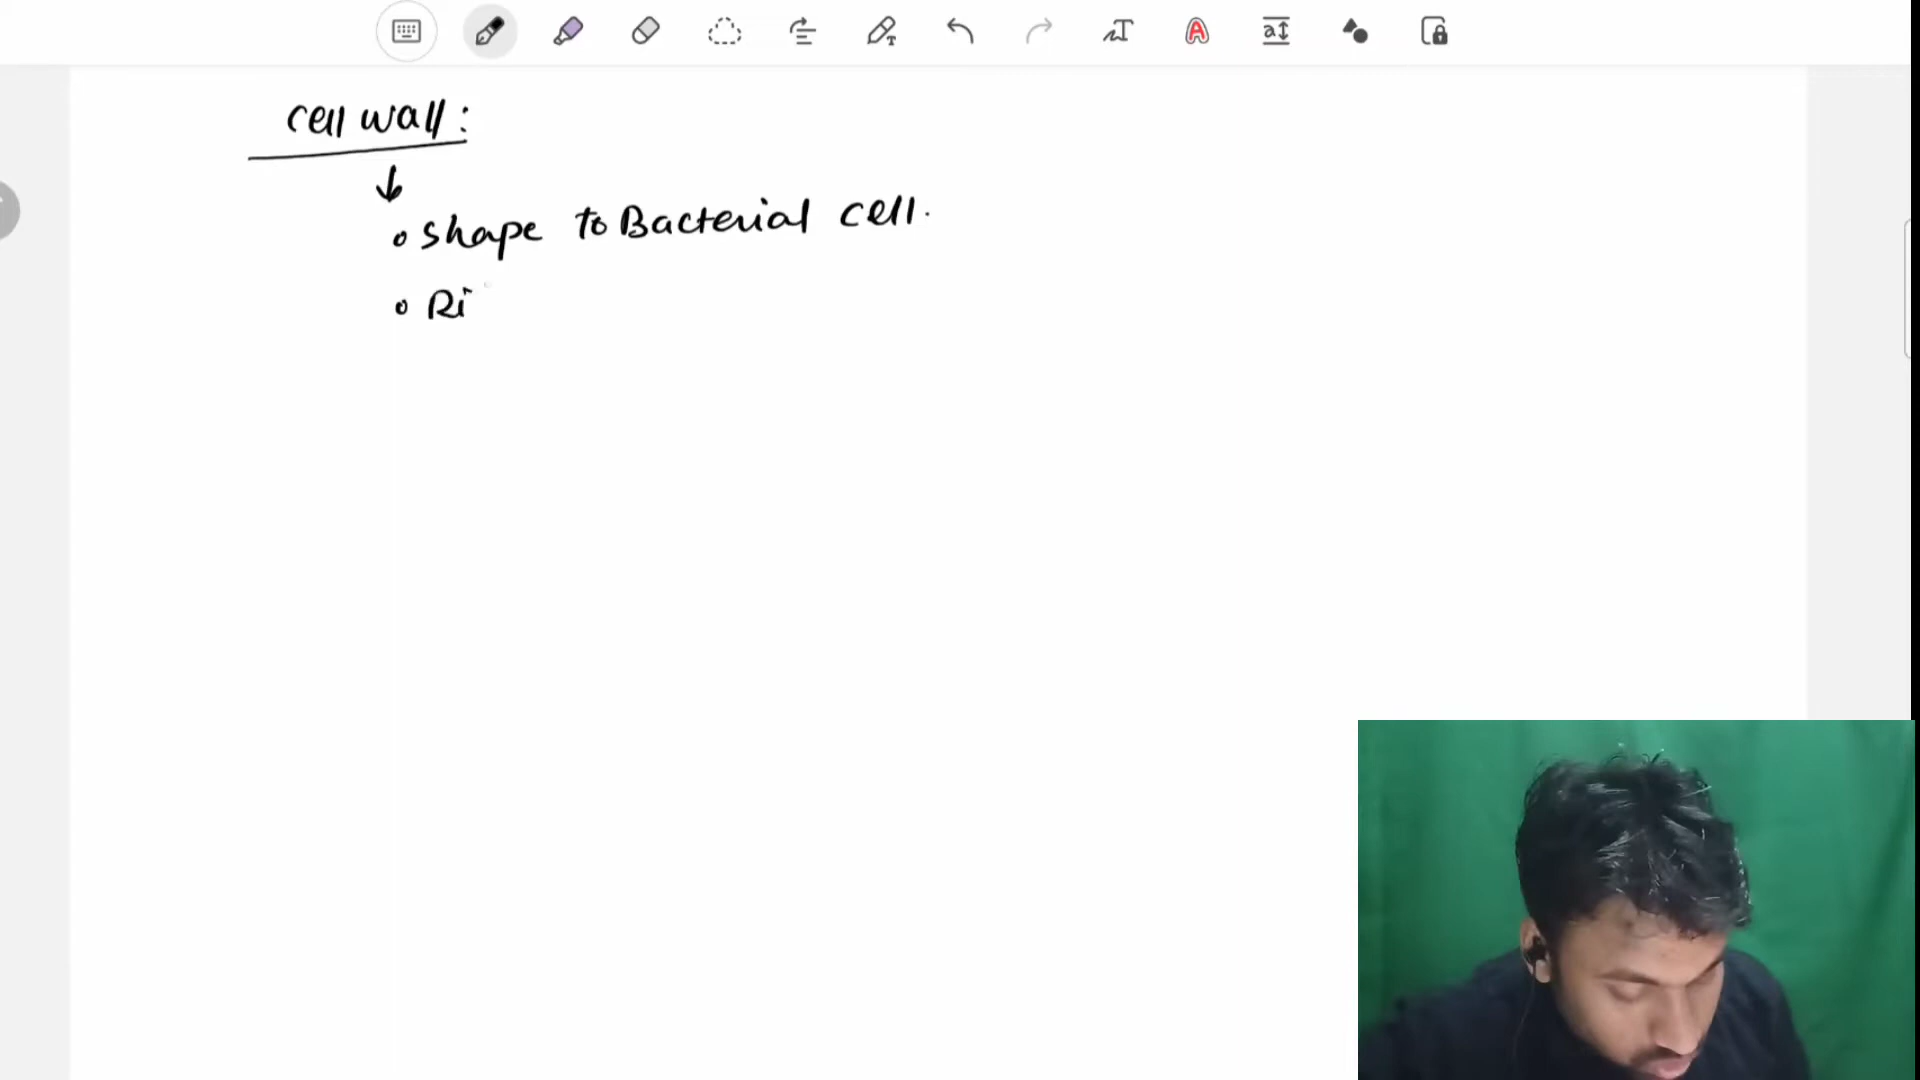 cell wall:
↓
• shape to Bacterial cell.
• Ri